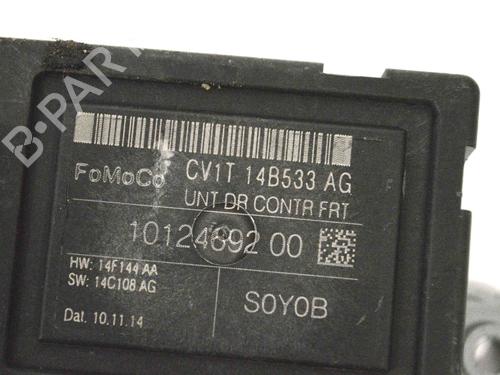 B-PARTS
FoMoCo CV1T 14B533 AG
UNT DR CONTR FRT
10124692 00
HW: 14F144 AA
SW: 14C108 AG
S0Y0B
Dat. 10.11.14